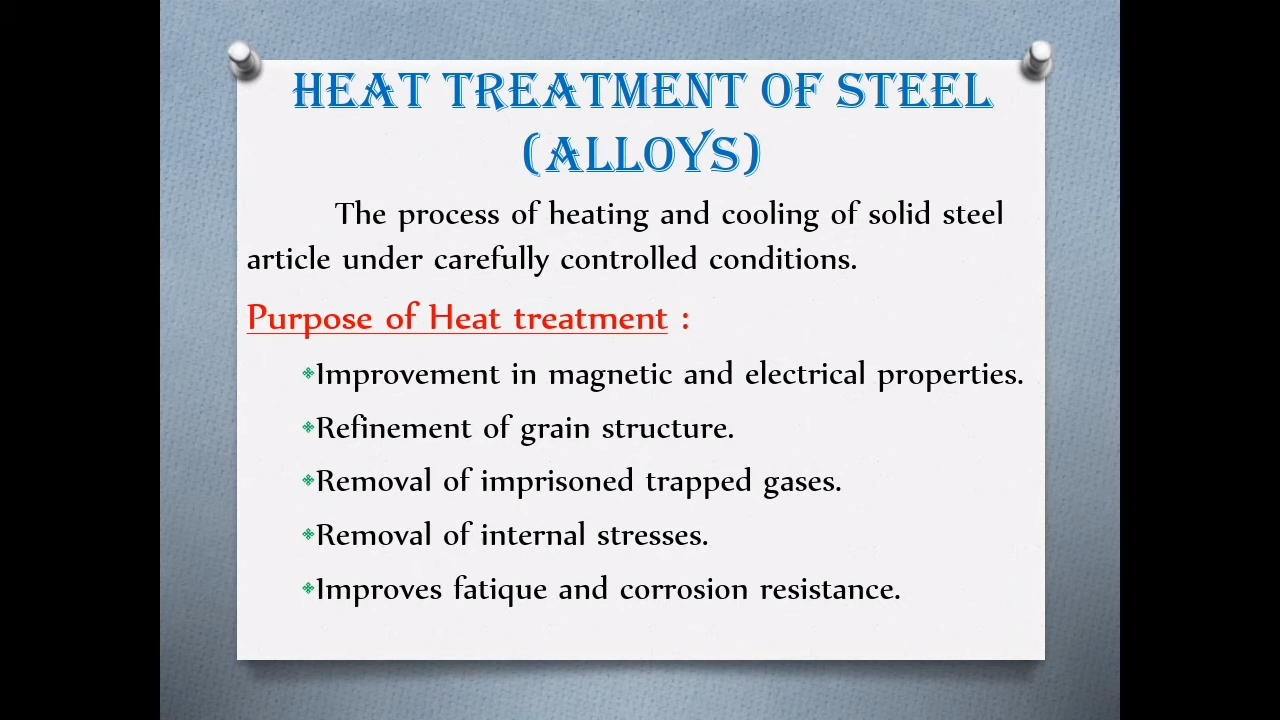 HEAT TREATMENT OF STEEL
(ALLOYS)
The process of heating and cooling of solid steel
article under carefully controlled conditions.
Purpose of Heat treatment :
❖Improvement in magnetic and electrical properties.
❖Refinement of grain structure.
❖Removal of imprisoned trapped gases.
❖Removal of internal stresses.
❖Improves fatique and corrosion resistance.